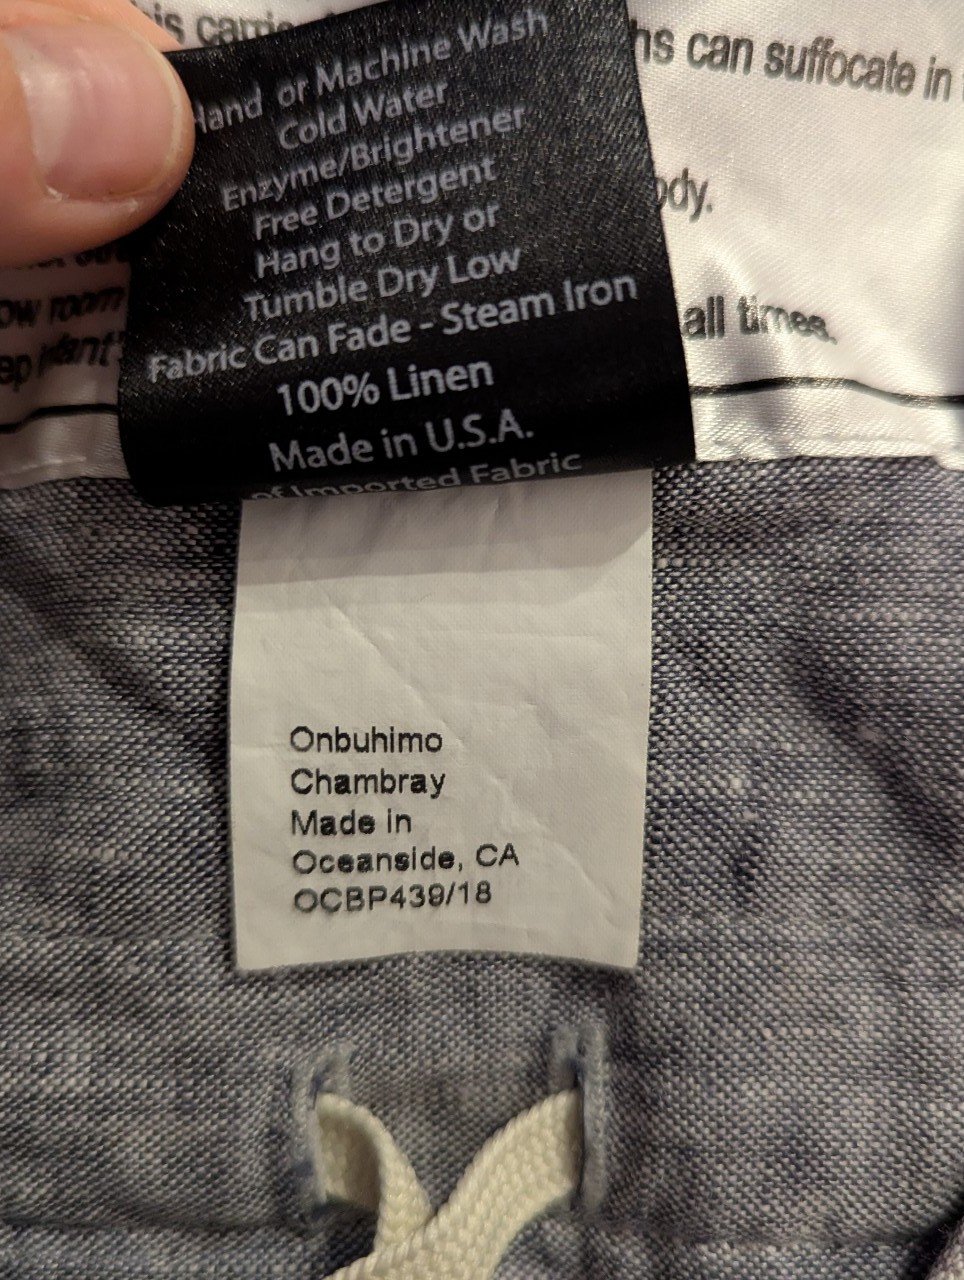 can suffocate in
Hand or Machine Wash
Cold Water
Enzyme/Brightener
Free Detergent
Hang to Dry or
Tumble Dry Low
Fabric Can Fade - Steam Iron
100% Linen
Made in U.S.A.
of Imported Fabric
room
all times.
Onbuhimo
Chambray
Made in
Oceanside, CA
OCBP439/18